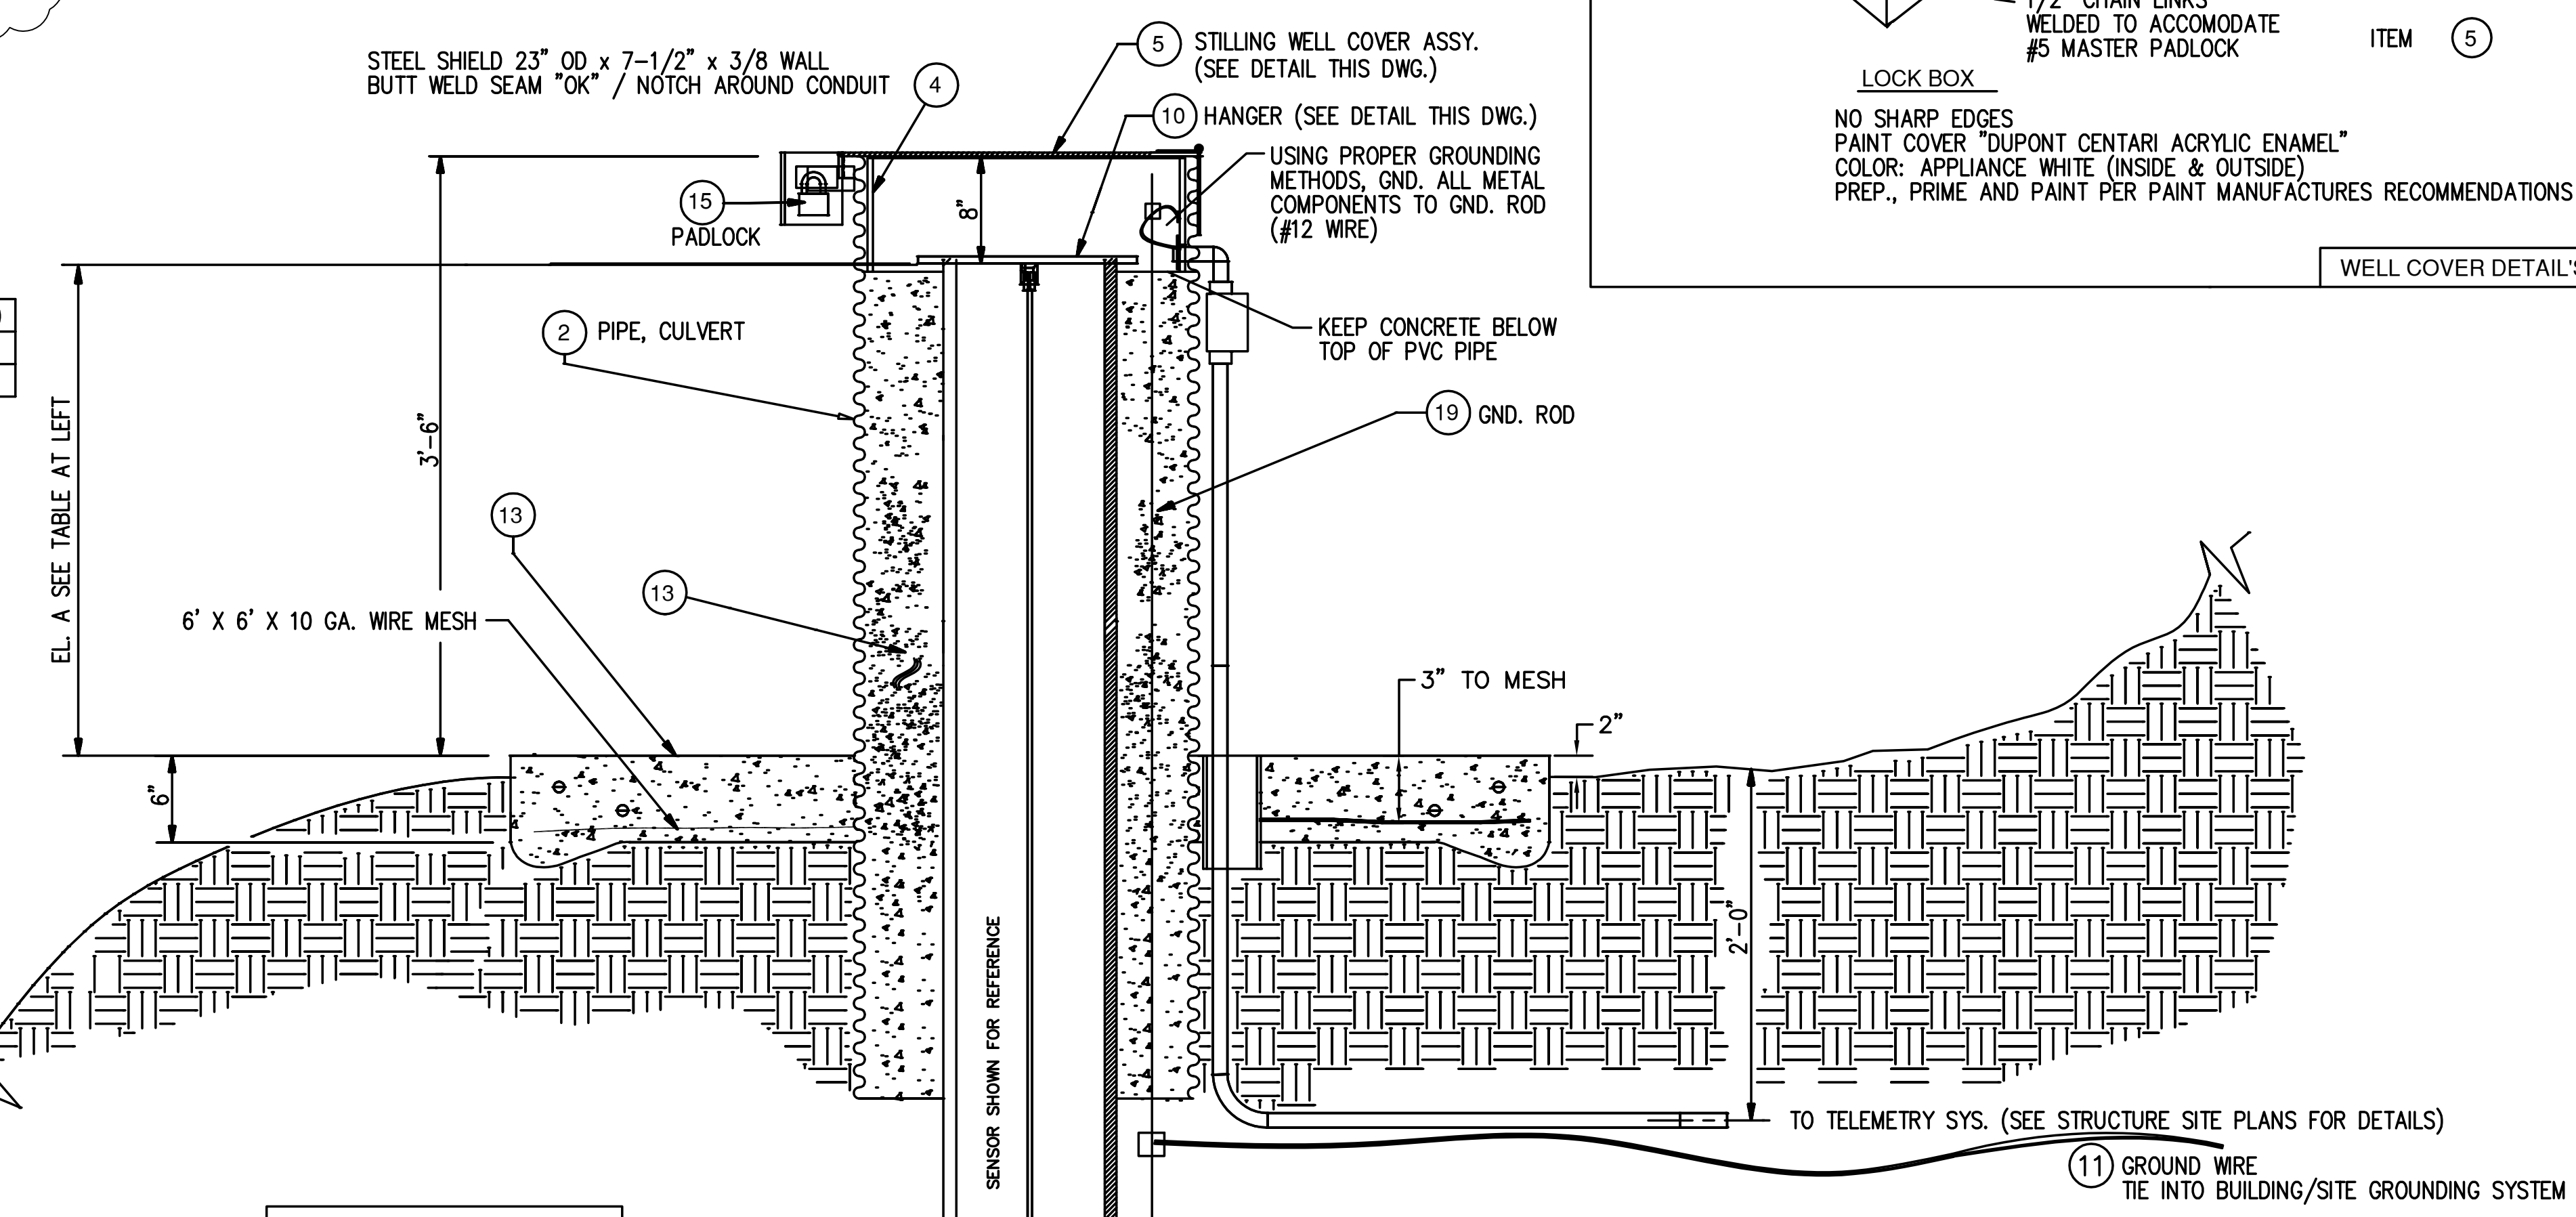 STEEL SHIELD 23" OD x 7-1/2" x 3/8 WALL
BUTT WELD SEAM "OK" / NOTCH AROUND CONDUIT
4
5
STILLING WELL COVER ASSY.
(SEE DETAIL THIS DWG.)
10
HANGER (SEE DETAIL THIS DWG.)
USING PROPER GROUNDING
METHODS, GND. ALL METAL
COMPONENTS TO GND. ROD
(#12 WIRE)
1/2" CHAIN LINKS
WELDED TO ACCOMODATE
#5 MASTER PADLOCK
ITEM 5
LOCK BOX
NO SHARP EDGES
PAINT COVER "DUPONT CENTARI ACRYLIC ENAMEL"
COLOR: APPLIANCE WHITE (INSIDE & OUTSIDE)
PREP., PRIME AND PAINT PER PAINT MANUFACTURES RECOMMENDATIONS
WELL COVER DETAIL'S
15
PADLOCK
8"
2
PIPE, CULVERT
KEEP CONCRETE BELOW
TOP OF PVC PIPE
19
GND. ROD
EL. A SEE TABLE AT LEFT
3'-6"
13
13
6' X 6' X 10 GA. WIRE MESH
3" TO MESH
2"
6"
2'-0"
SENSOR SHOWN FOR REFERENCE
TO TELEMETRY SYS. (SEE STRUCTURE SITE PLANS FOR DETAILS)
11
GROUND WIRE
TIE INTO BUILDING/SITE GROUNDING SYSTEM